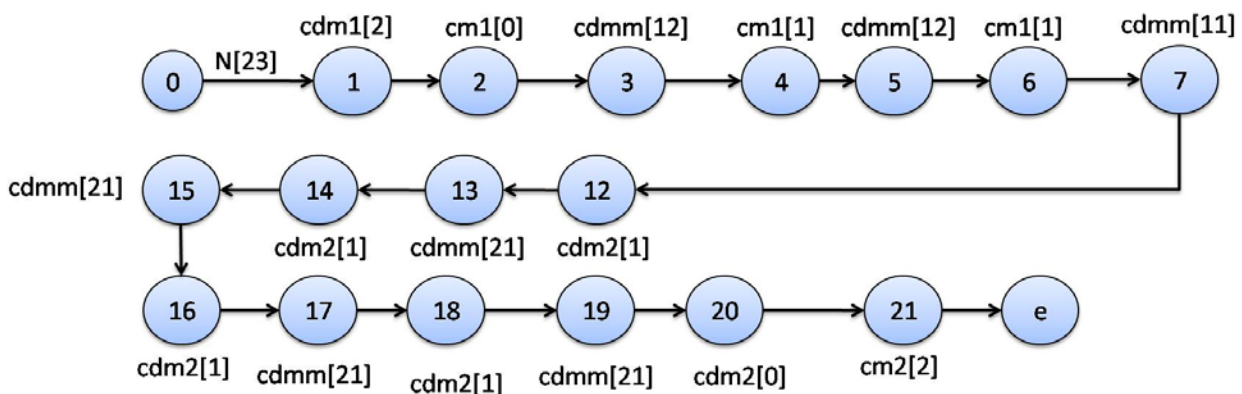 cdm1[2] cm1[0] cdmm[12] cm1[1] cdmm[12] cm1[1] cdmm[11]
0 N[23] 1 2 3 4 5 6 7
cdmm[21] 15 14 13 12
cdm2[1] cdmm[21] cdm2[1]
16 17 18 19 20 21 e
cdm2[1] cdmm[21] cdm2[1] cdmm[21] cdm2[0] cm2[2]